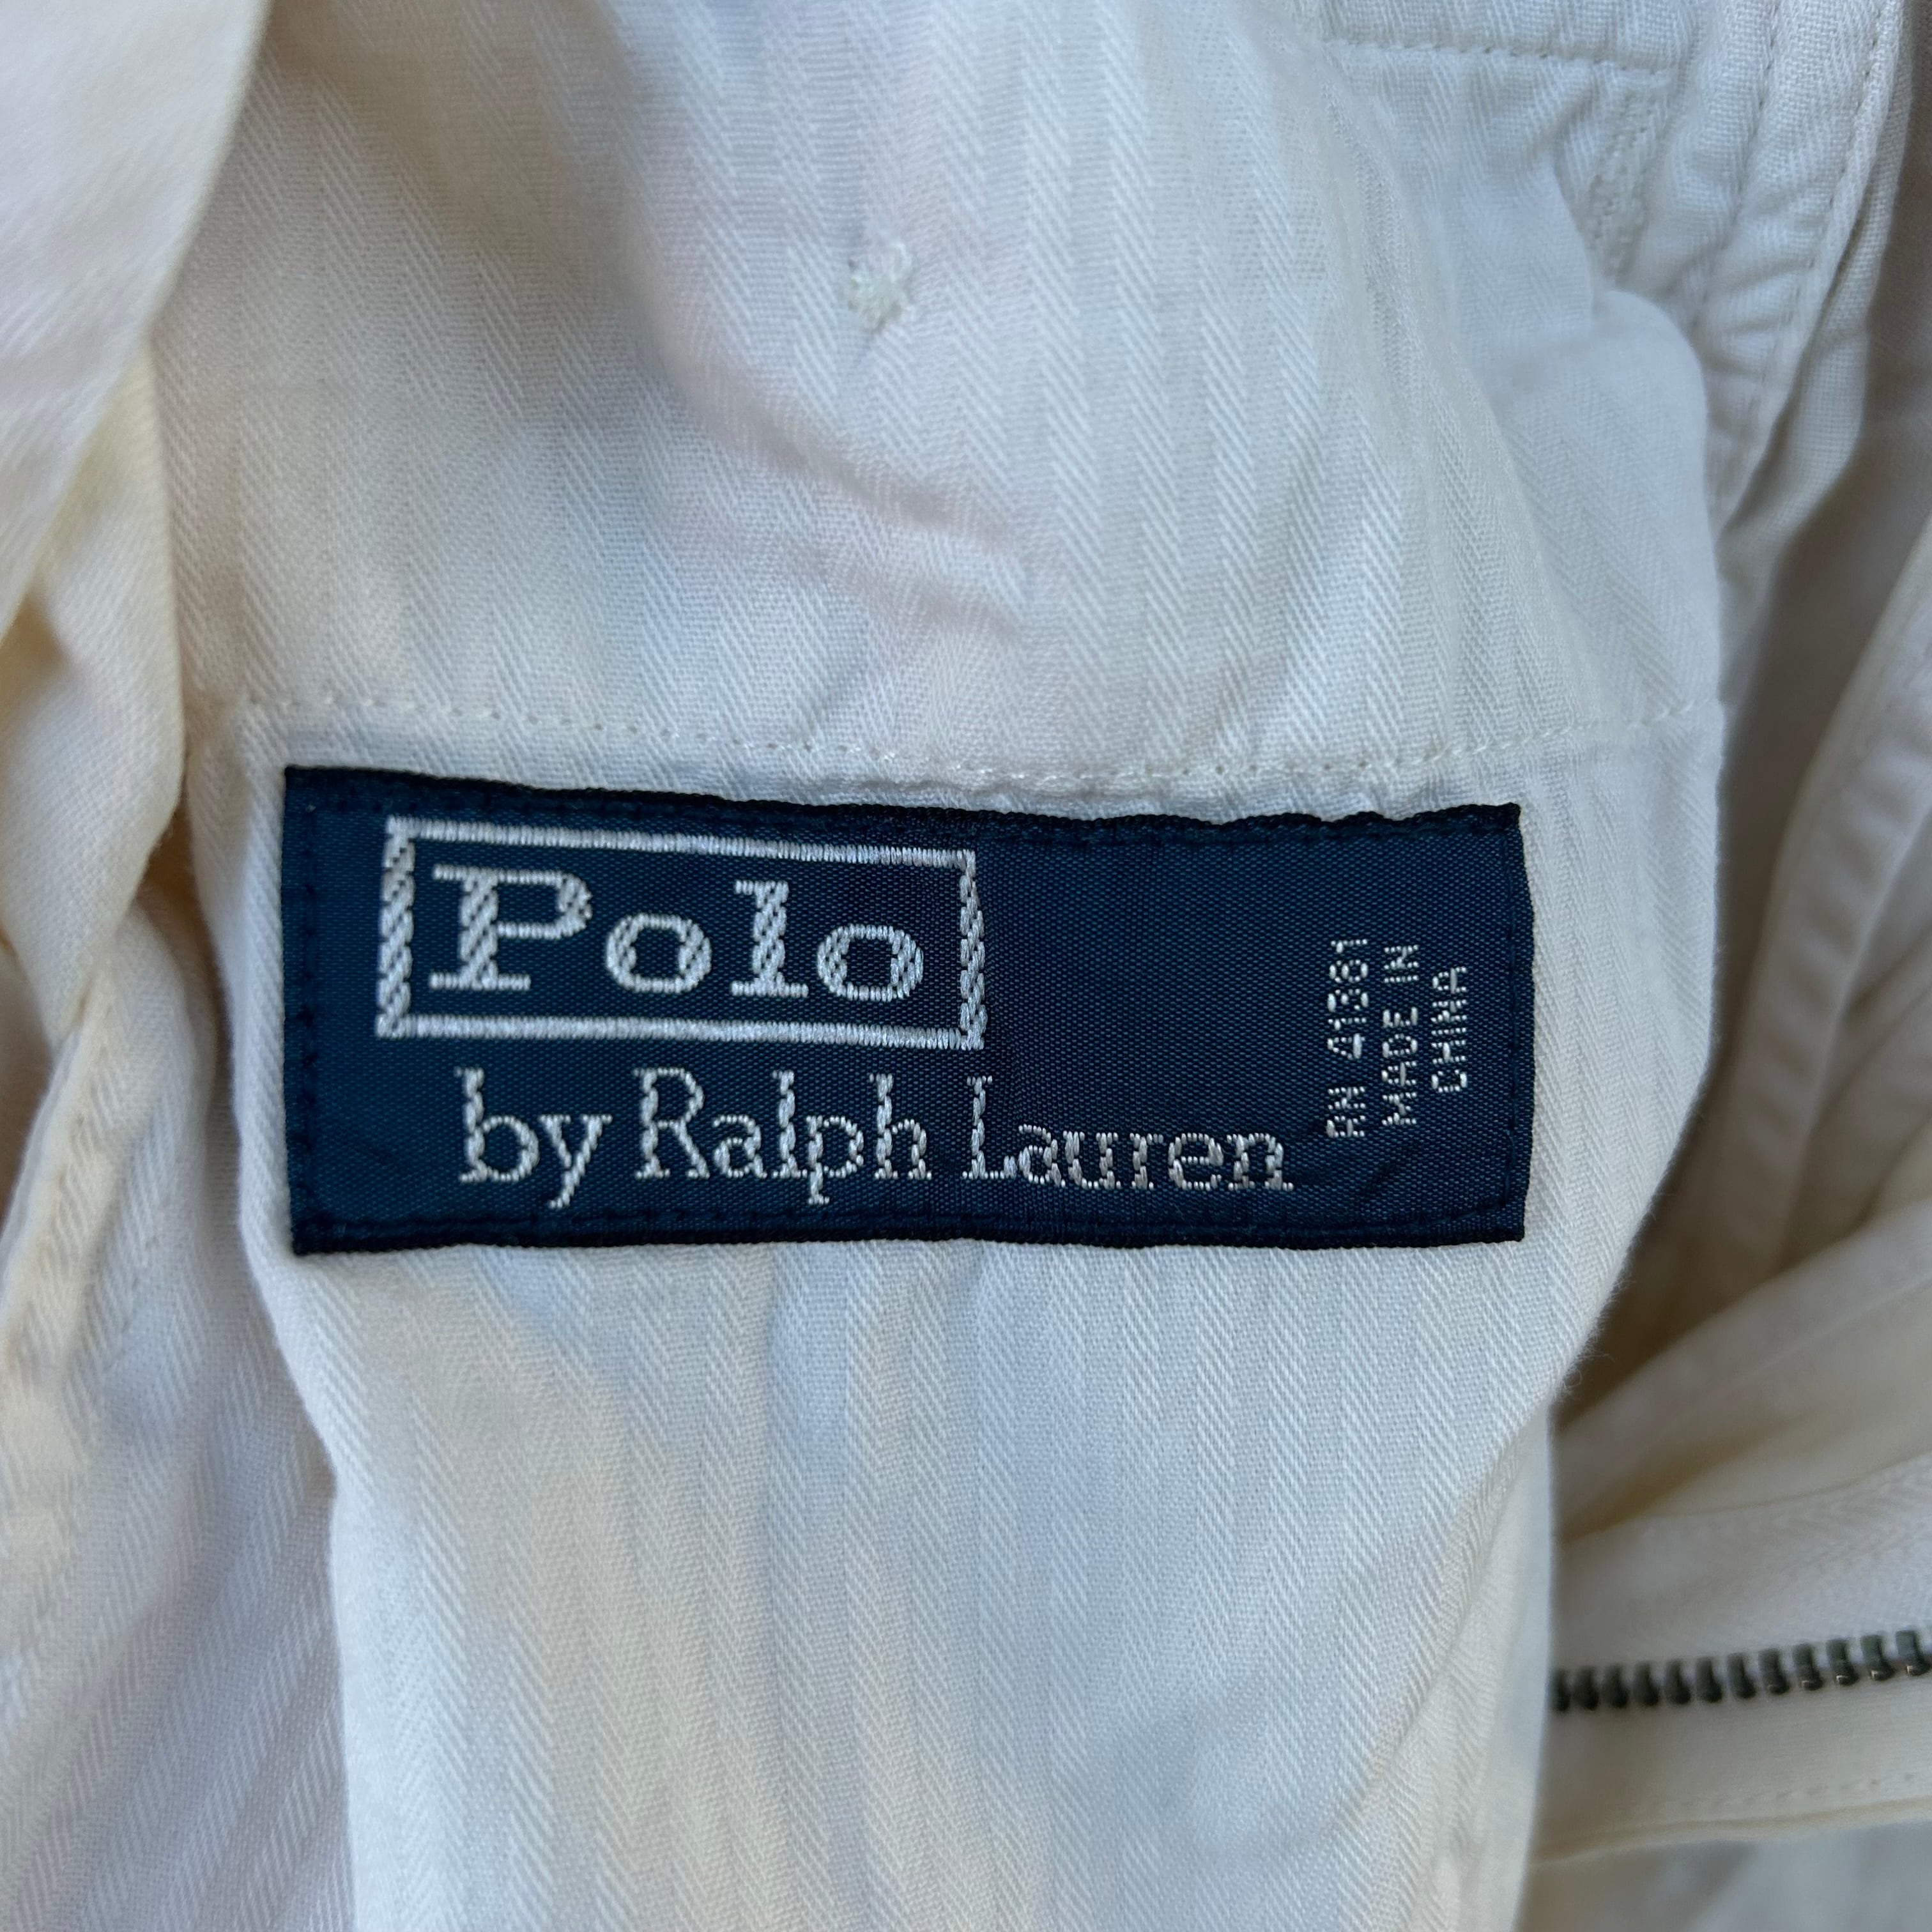 Polo
by Ralph Lauren
RN 41381
MADE IN
CHINA